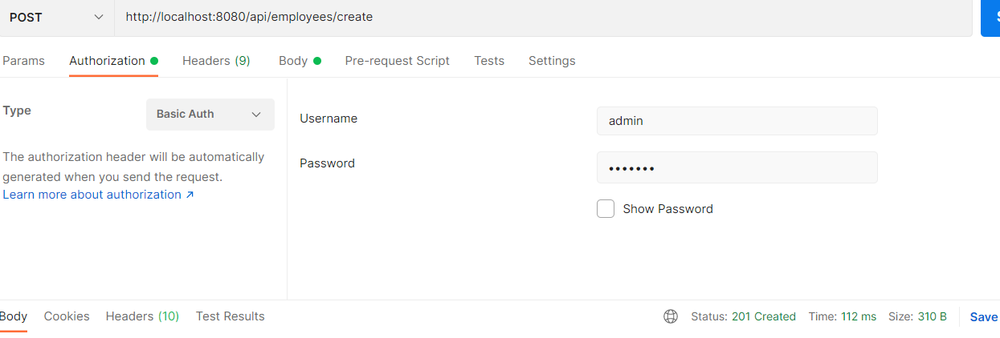 POST http://localhost:8080/api/employees/create
Params Authorization Headers (9) Body Pre-request Script Tests Settings
Type Basic Auth
The authorization header will be automatically
generated when you send the request.
Learn more about authorization ↗
Username admin
Password •••••••
Show Password
Body Cookies Headers (10) Test Results Status: 201 Created Time: 112 ms Size: 310 B Save